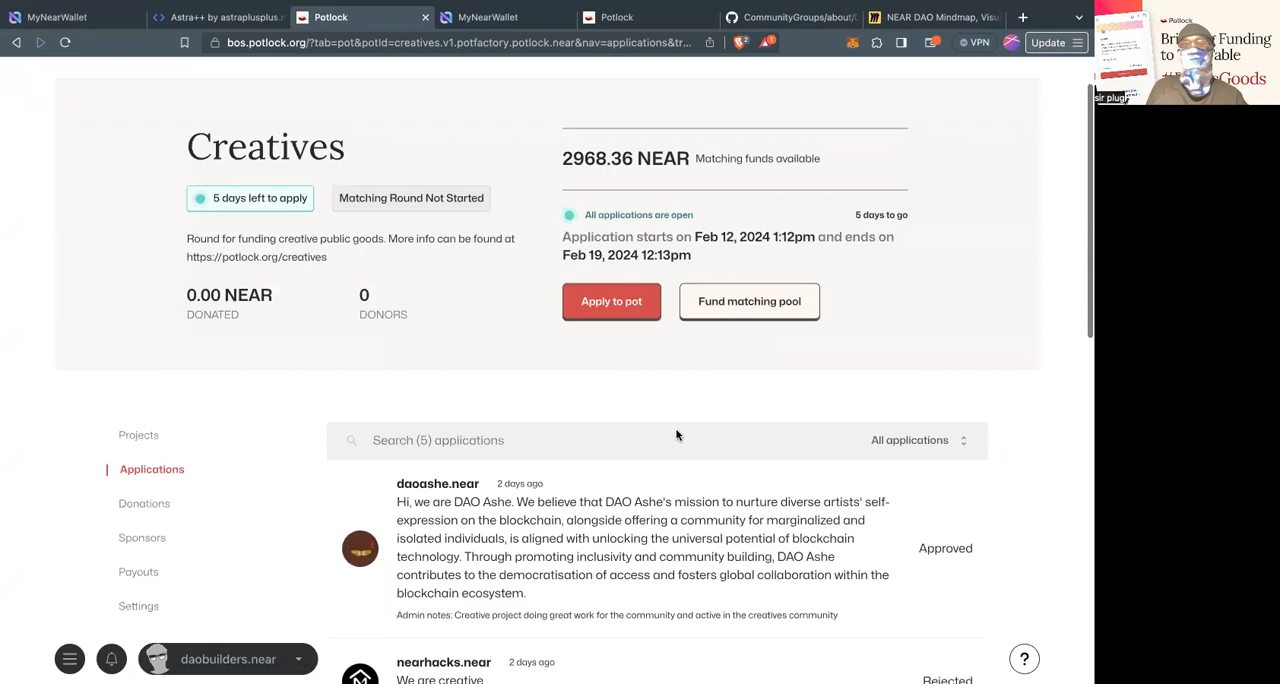 MyNearWallet
Astra++ by astraplusplus.n
Potlock
MyNearWallet
Potlock
CommunityGroups/about/
NEAR DAO Mindmap, Visu
bos.potlock.org/?tab=pot&potId=creatives.v1.potfactory.potlock.near&nav=applications&tr...
2
1
VPN
Update
Potlock
Funding
to
able
Goods
sir plug
Creatives
5 days left to apply
Matching Round Not Started
Round for funding creative public goods. More info can be found at
https://potlock.org/creatives
0.00 NEAR
DONATED
0
DONORS
2968.36 NEAR Matching funds available
All applications are open
5 days to go
Application starts on Feb 12, 2024 1:12pm and ends on
Feb 19, 2024 12:13pm
Apply to pot
Fund matching pool
Projects
Applications
Donations
Sponsors
Payouts
Settings
Search (5) applications
All applications
daoashe.near 2 days ago
Hi, we are DAO Ashe. We believe that DAO Ashe's mission to nurture diverse artists' self-
expression on the blockchain, alongside offering a community for marginalized and
isolated individuals, is aligned with unlocking the universal potential of blockchain
technology. Through promoting inclusivity and community building, DAO Ashe
contributes to the democratisation of access and fosters global collaboration within the
blockchain ecosystem.
Admin notes: Creative project doing great work for the community and active in the creatives community
Approved
nearhacks.near 2 days ago
We are creative
Rejected
daobuilders.near
?